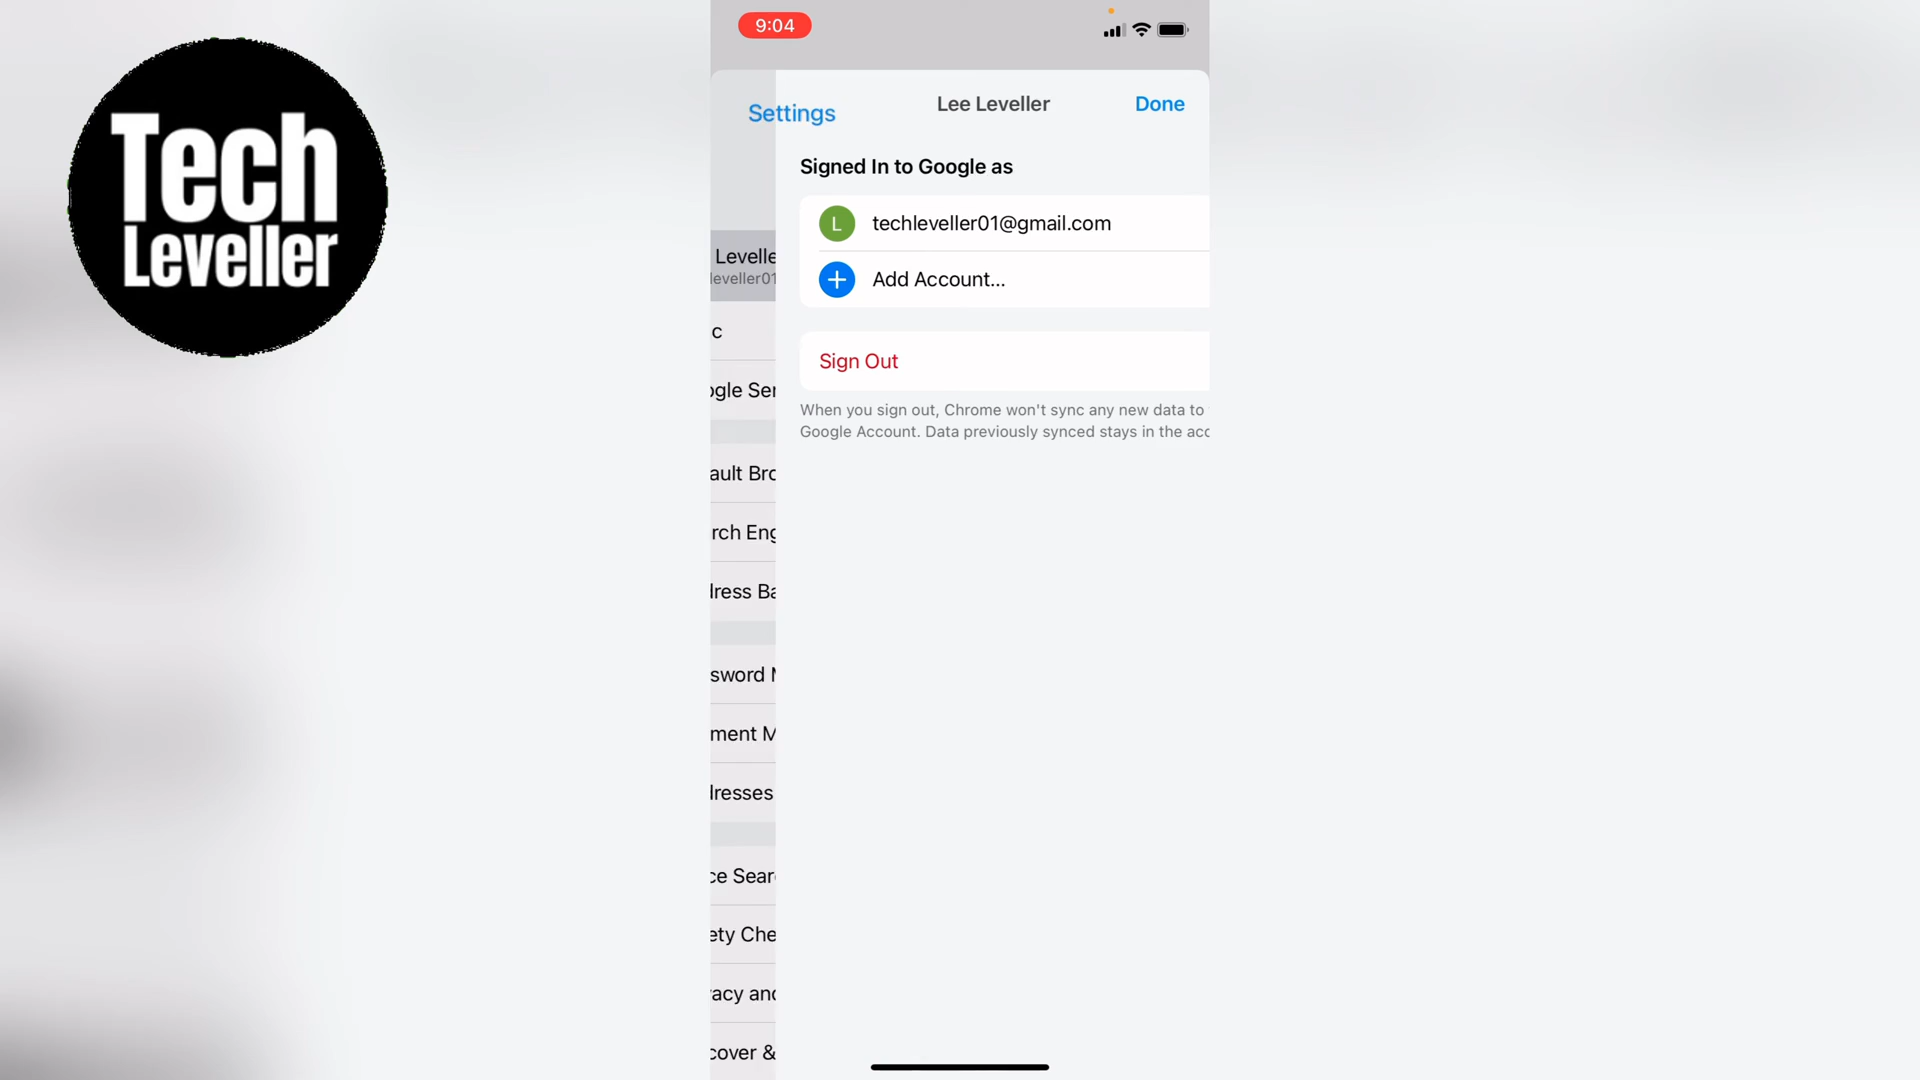 Tech
Leveller
9:04
Settings
Lee Leveller
Done
Signed In to Google as
L
techleveller01@gmail.com
Add Account...
Sign Out
When you sign out, Chrome won't sync any new data to
Google Account. Data previously synced stays in the acc
Levelle
leveller01
c
ogle Ser
ault Bro
rch Eng
dress Ba
sword M
ment M
dresses
ce Sear
ety Che
acy and
cover &